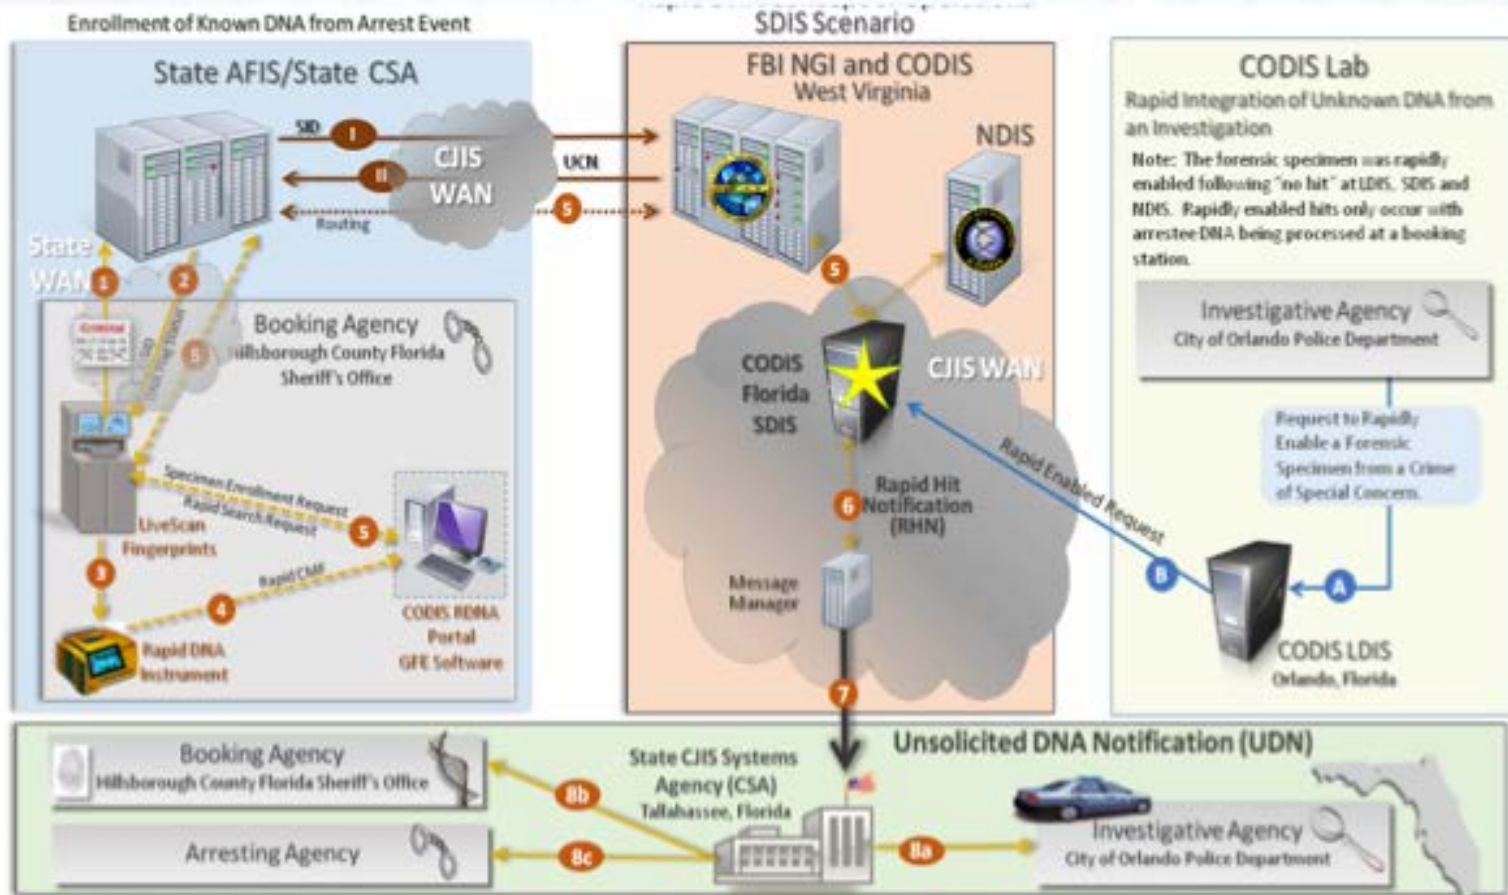 Enrollment of Known DNA from Arrest Event
SDIS Scenario
State AFIS/State CSA
SID
I
II
UCN
CJIS
WAN
5
Routing
State
WAN
1
2
5
Criminal
SID
Booking Agency
Hillsborough County Florida
Sheriff's Office
LiveScan
Fingerprints
Specimen Enrollment Request
Rapid Search Request
5
3
Rapid CMF
4
Rapid DNA
Instrument
CODIS RDNA
Portal
GFE Software
FBI NGI and CODIS
West Virginia
NDIS
5
CODIS
Florida
SDIS
CJIS WAN
6
Rapid Hit
Notification
(RHN)
Message
Manager
7
CODIS Lab
Rapid Integration of Unknown DNA from
an Investigation
Note: The forensic specimen was rapidly
enabled following "no hit" at LDIS. SDIS and
NDIS. Rapidly enabled hits only occur with
arrestee DNA being processed at a booking
station.
Investigative Agency
City of Orlando Police Department
Request to Rapidly
Enable a Forensic
Specimen from a Crime
of Special Concern.
Rapid Enabled Request
B
A
CODIS LDIS
Orlando, Florida
Unsolicited DNA Notification (UDN)
Booking Agency
Hillsborough County Florida Sheriff's Office
8b
State CJIS Systems
Agency (CSA)
Tallahassee, Florida
Arresting Agency
8c
8a
Investigative Agency
City of Orlando Police Department